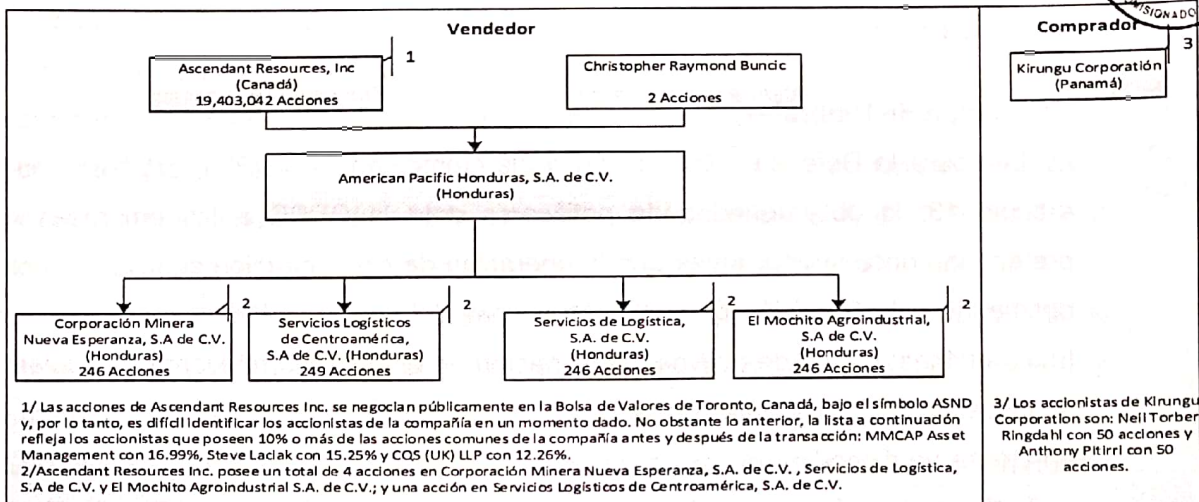 Vendedor
Ascendant Resources, Inc
(Canadá)
19,403,042 Acciones
1
Christopher Raymond Buncic
2 Acciones
American Pacific Honduras, S.A. de C.V.
(Honduras)
Corporación Minera
Nueva Esperanza, S.A de C.V.
(Honduras)
246 Acciones
2
Servicios Logísticos
de Centroamérica,
S.A de C.V. (Honduras)
249 Acciones
2
Servicios de Logística,
S.A. de C.V.
(Honduras)
246 Acciones
2
El Mochito Agroindustrial,
S.A de C.V.
(Honduras)
246 Acciones
2
1/ Las acciones de Ascendant Resources Inc. se negocian públicamente en la Bolsa de Valores de Toronto, Canadá, bajo el símbolo ASND
y, por lo tanto, es difícil identificar los accionistas de la compañía en un momento dado. No obstante lo anterior, la lista a continuación
refleja los accionistas que poseen 10% o más de las acciones comunes de la compañía antes y después de la transacción: MMCAP Asset
Management con 16.99%, Steve Laciak con 15.25% y CQS (UK) LLP con 12.26%.
2/Ascendant Resources Inc. posee un total de 4 acciones en Corporación Minera Nueva Esperanza, S.A. de C.V. , Servicios de Logística,
S.A de C.V. y El Mochito Agroindustrial S.A. de C.V.; y una acción en Servicios Logísticos de Centroamérica, S.A. de C.V.
Comprador
3
Kirungu Corporatión
(Panamá)
3/ Los accionistas de Kirungu
Corporation son: Neil Torben
Ringdahl con 50 acciones y
Anthony Pitirri con 50
acciones.